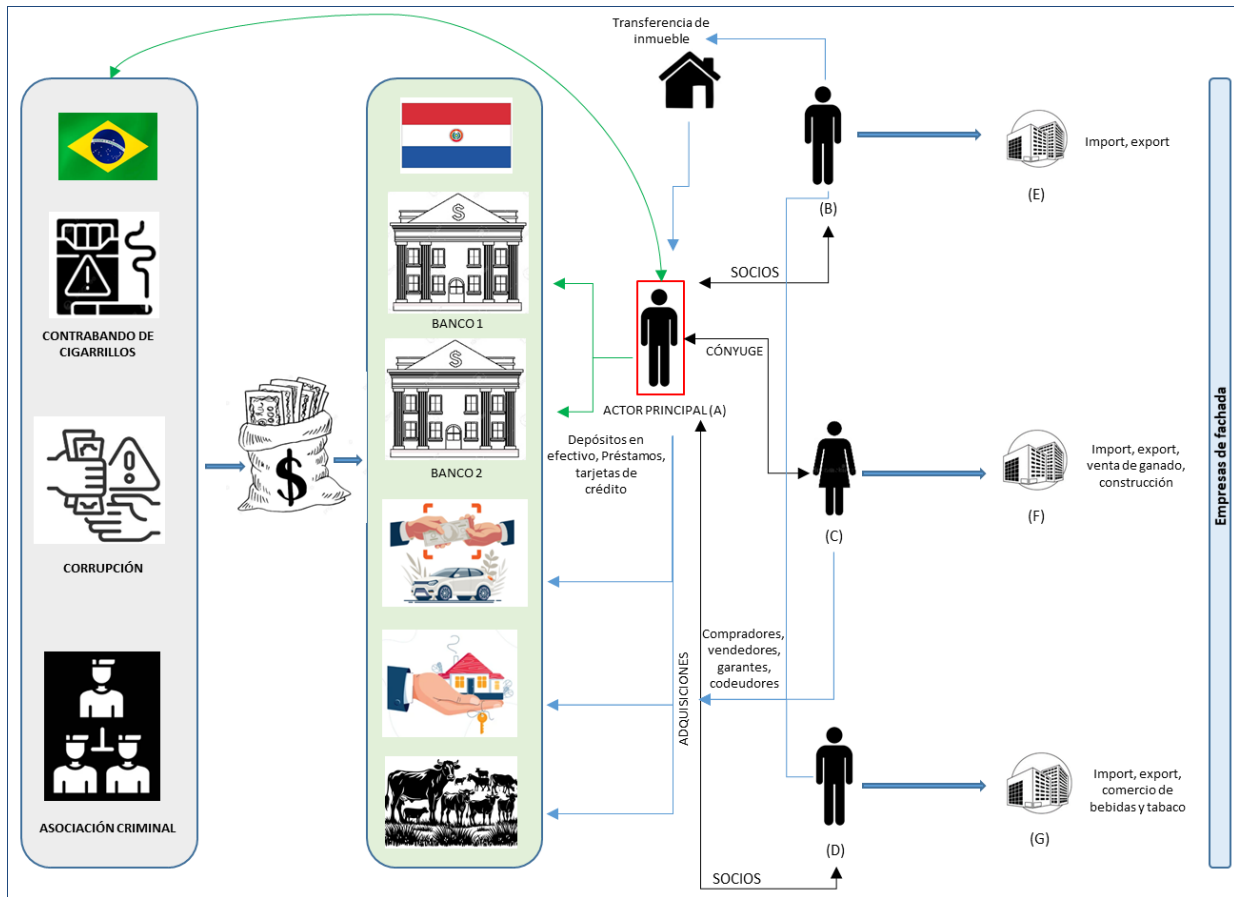 Transferencia de
inmueble
CONTRABANDO DE
CIGARRILLOS
CORRUPCIÓN
ASOCIACIÓN CRIMINAL
$
$
BANCO 1
$
BANCO 2
SOCIOS
CÓNYUGE
ACTOR PRINCIPAL (A)
Depósitos en
efectivo, Préstamos,
tarjetas de
crédito
ADQUISICIONES
Compradores,
vendedores,
garantes,
codeudores
SOCIOS
(B)
(C)
(D)
Import, export
(E)
Import, export,
venta de ganado,
construcción
(F)
Import, export,
comercio de
bebidas y tabaco
(G)
Empresas de fachada